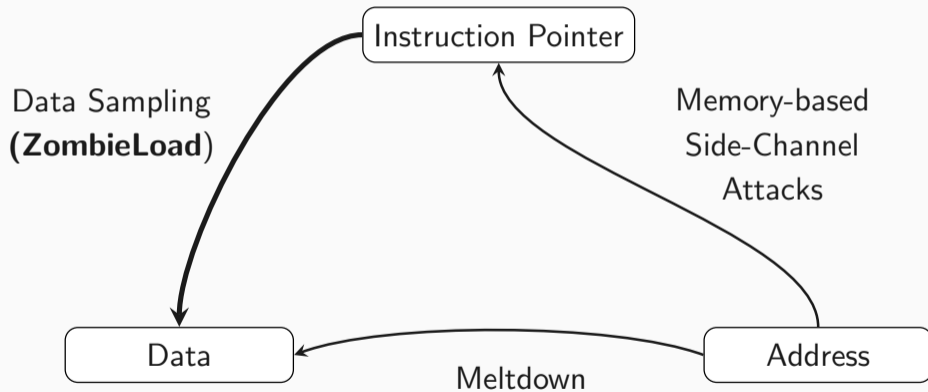 Instruction Pointer
Data Sampling
(ZombieLoad)
Memory-based
Side-Channel
Attacks
Data
Address
Meltdown